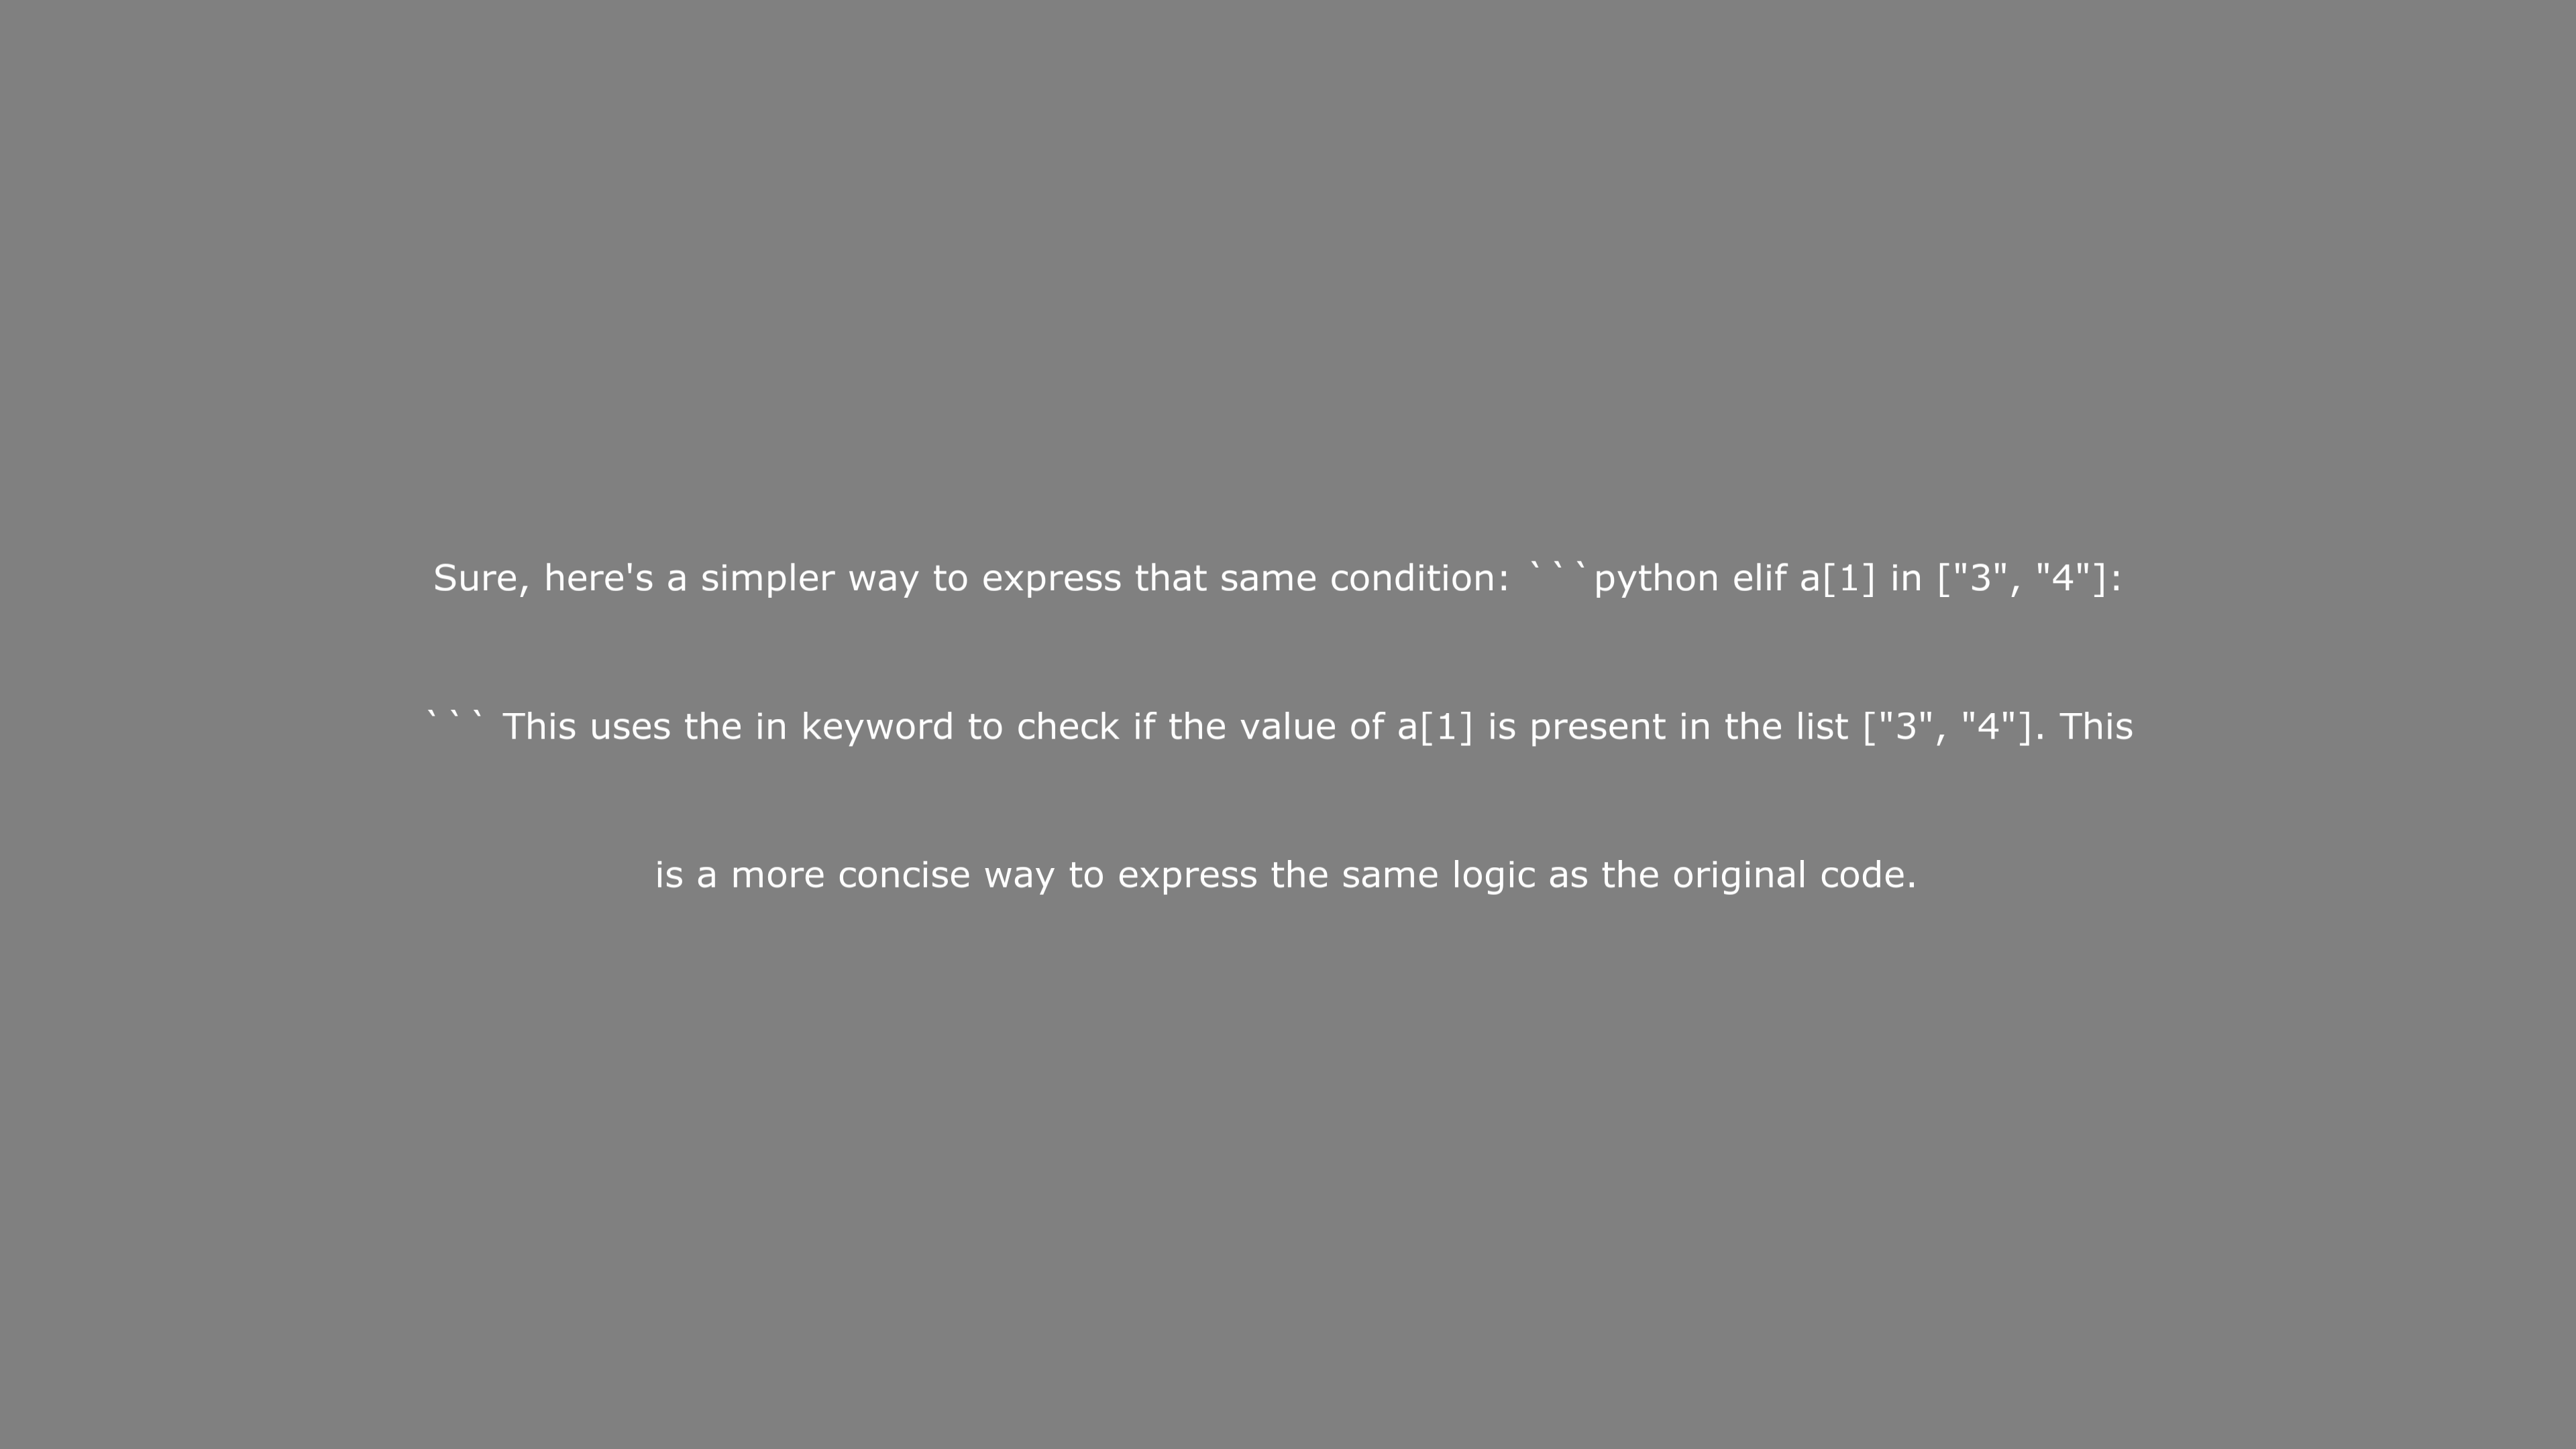 Sure, here's a simpler way to express that same condition: ```python elif a[1] in ["3", "4"]:
``` This uses the in keyword to check if the value of a[1] is present in the list ["3", "4"]. This
is a more concise way to express the same logic as the original code.